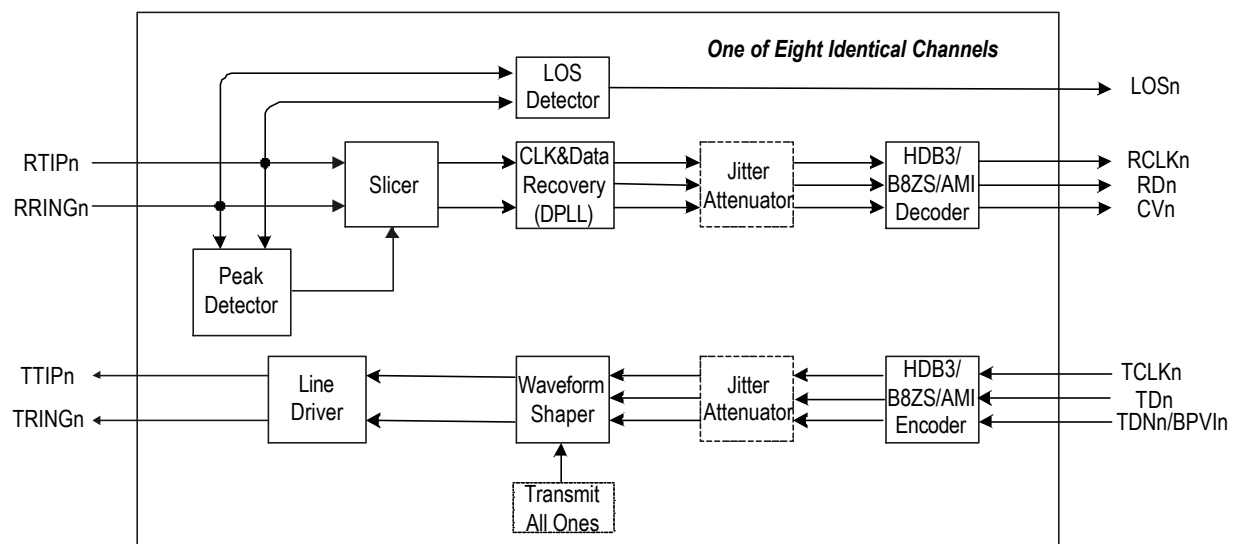 One of Eight Identical Channels
LOS
Detector
LOSn
RTIPn
RRINGn
Slicer
CLK&Data
Recovery
(DPLL)
Jitter
Attenuator
HDB3/
B8ZS/AMI
Decoder
RCLKn
RDn
CVn
Peak
Detector
TTIPn
TRINGn
Line
Driver
Waveform
Shaper
Jitter
Attenuator
HDB3/
B8ZS/AMI
Encoder
TCLKn
TDn
TDNn/BPVIn
Transmit
All Ones